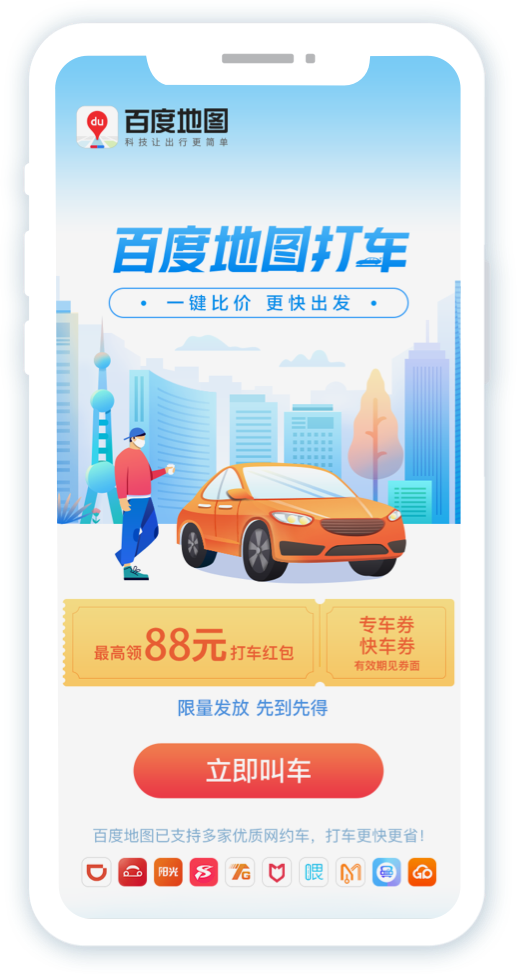 du
百度地图
科技让出行更简单
百度地图打车
· 一键比价 更快出发 ·
最高领88元打车红包
专车券
快车券
有效期见券面
限量发放 先到先得
立即叫车
百度地图已支持多家优质网约车，打车更快更省！
阳光
喂